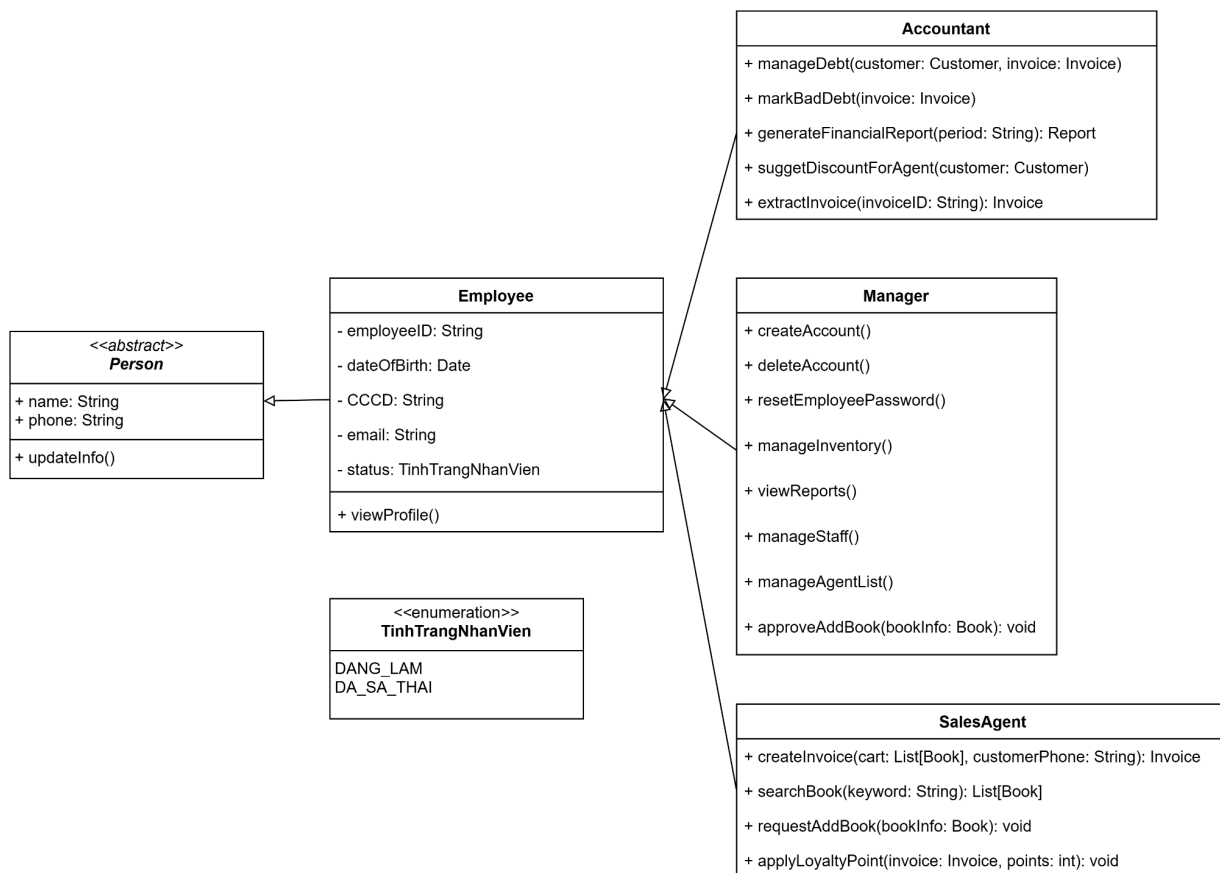 Accountant
+ manageDebt(customer: Customer, invoice: Invoice)
+ markBadDebt(invoice: Invoice)
+ generateFinancialReport(period: String): Report
+ suggetDiscountForAgent(customer: Customer)
+ extractInvoice(invoiceID: String): Invoice
<<abstract>>
Person
+ name: String
+ phone: String
+ updateInfo()
Employee
- employeeID: String
- dateOfBirth: Date
- CCCD: String
- email: String
- status: TinhTrangNhanVien
+ viewProfile()
Manager
+ createAccount()
+ deleteAccount()
+ resetEmployeePassword()
+ manageInventory()
+ viewReports()
+ manageStaff()
+ manageAgentList()
+ approveAddBook(bookInfo: Book): void
<<enumeration>>
TinhTrangNhanVien
DANG_LAM
DA_SA_THAI
SalesAgent
+ createInvoice(cart: List[Book], customerPhone: String): Invoice
+ searchBook(keyword: String): List[Book]
+ requestAddBook(bookInfo: Book): void
+ applyLoyaltyPoint(invoice: Invoice, points: int): void